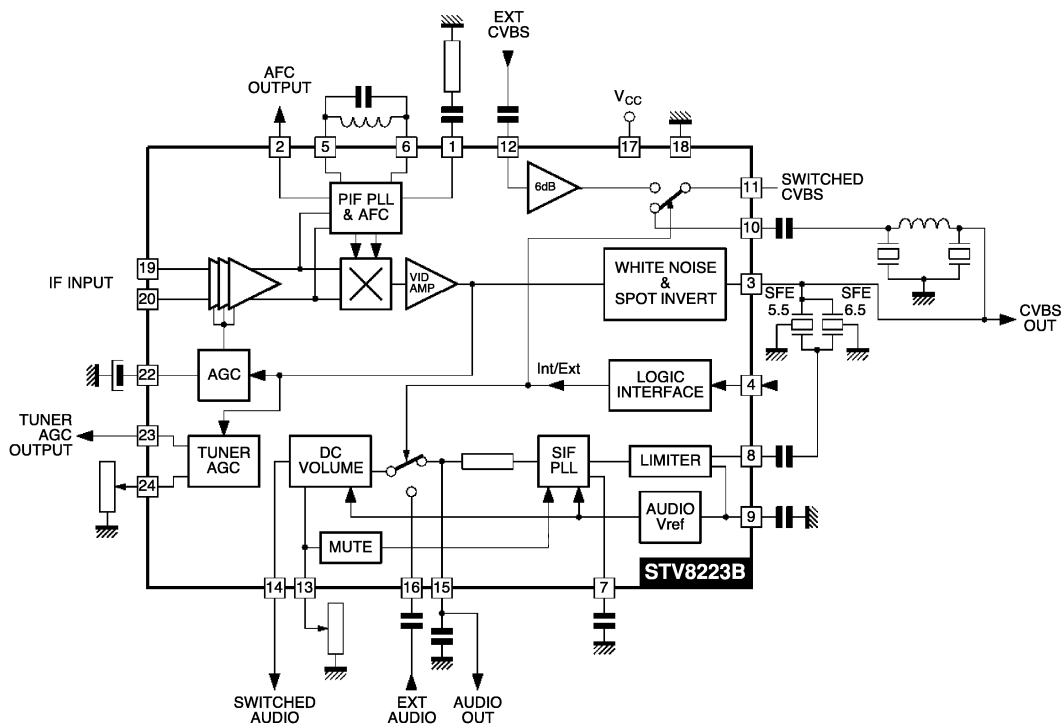 EXT
CVBS
AFC
OUTPUT
VCC
2
5
6
1
12
17
18
6dB
11
SWITCHED
CVBS
PIF PLL
& AFC
10
19
IF INPUT
20
VID
AMP
WHITE NOISE
&
SPOT INVERT
3
SFE
5.5
SFE
6.5
CVBS
OUT
22
AGC
Int/Ext
LOGIC
INTERFACE
4
TUNER
AGC
OUTPUT
23
TUNER
AGC
24
DC
VOLUME
SIF
PLL
LIMITER
8
AUDIO
Vref
9
MUTE
STV8223B
14
13
16
15
7
SWITCHED
AUDIO
EXT
AUDIO
AUDIO
OUT